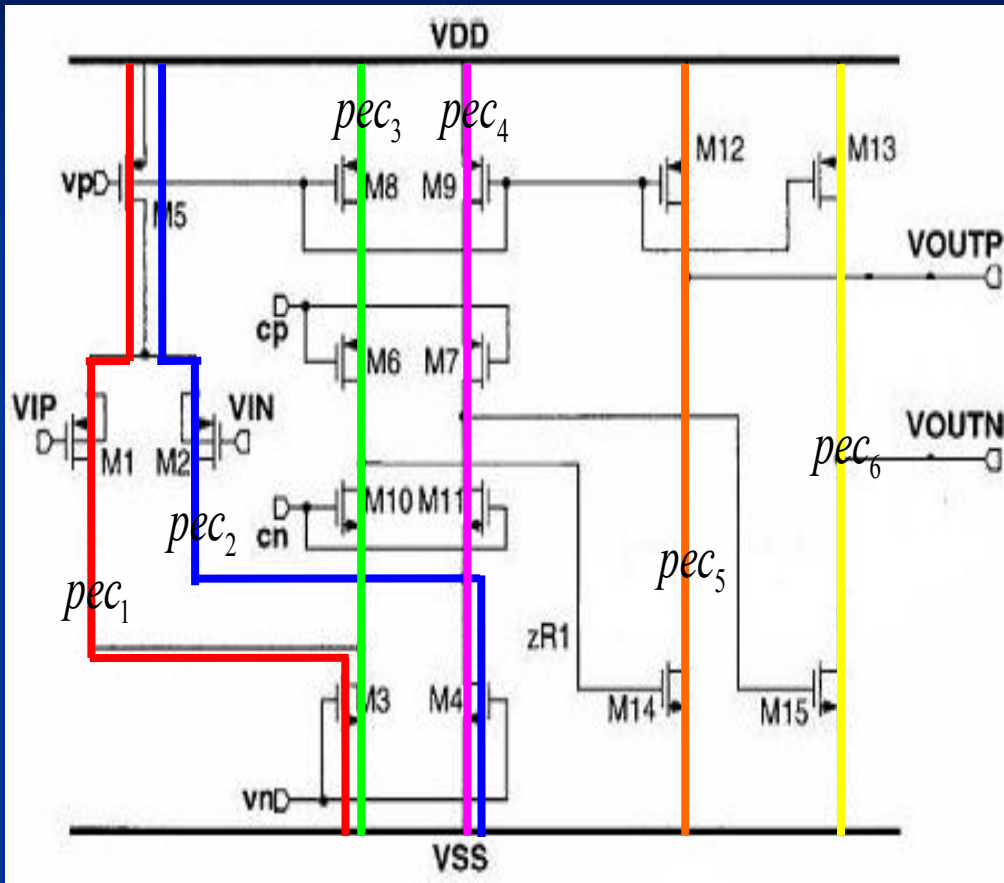 VDD
pec₃ pec₄
M12 M13
vp M8 M9
M5
VOUTP
cp
M6 M7
VIP VIN
VOUTN
M1 M2
pec₆
M10 M11
cn
pec₂
pec₅
pec₁
zR1
M3 M4
M14 M15
vn
VSS